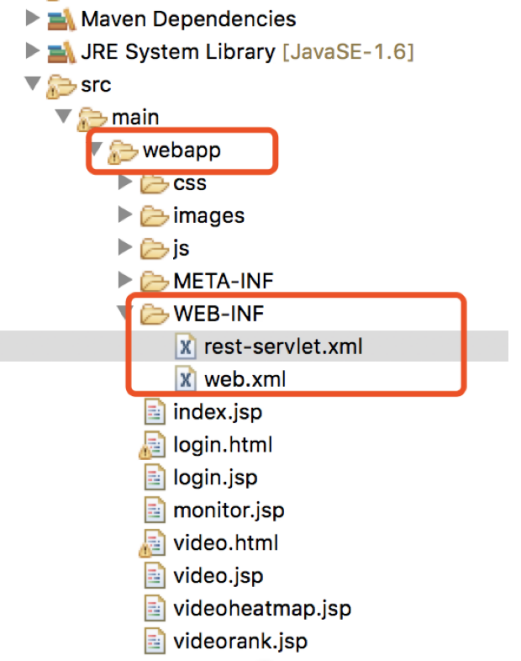 Maven Dependencies
JRE System Library [JavaSE-1.6]
src
main
webapp
css
images
js
META-INF
WEB-INF
rest-servlet.xml
web.xml
index.jsp
login.html
login.jsp
monitor.jsp
video.html
video.jsp
videoheatmap.jsp
videorank.jsp